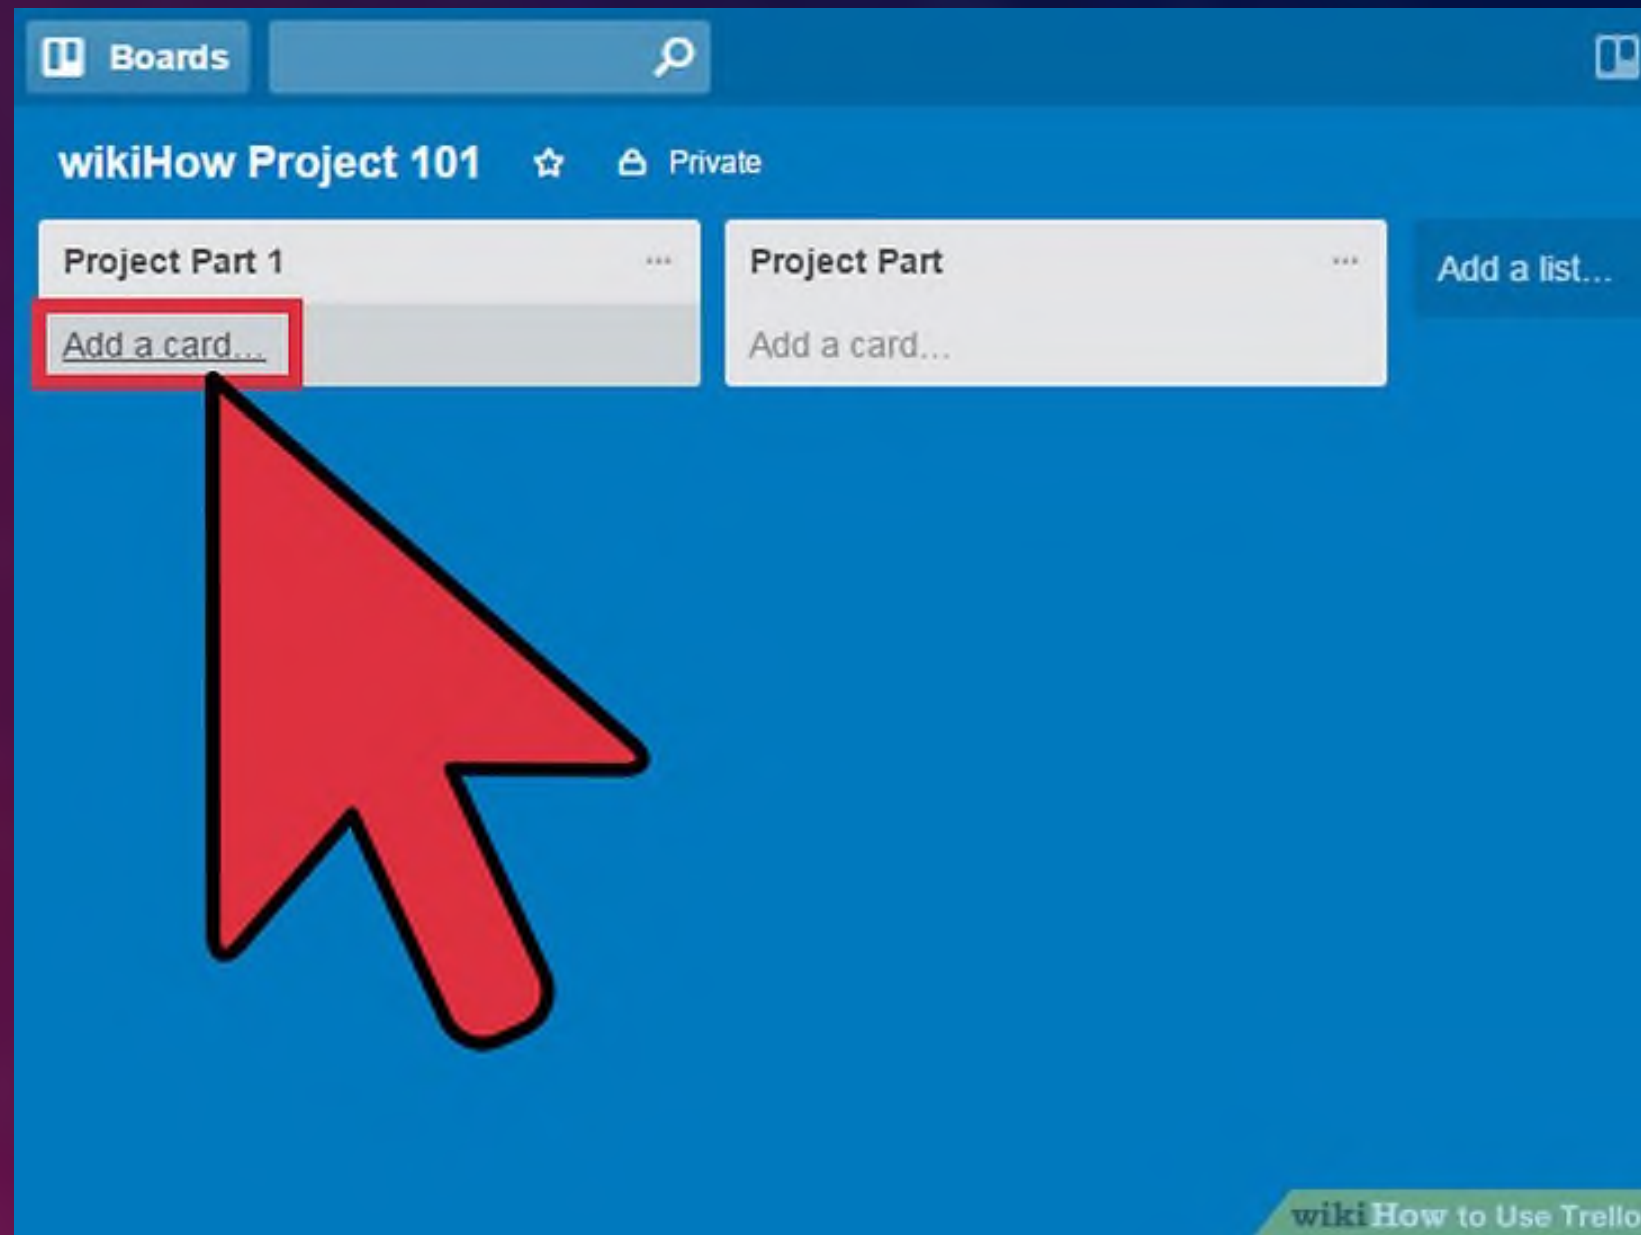 Boards
wikiHow Project 101 Private
Project Part 1 ...
Add a card...
Project Part ...
Add a card...
Add a list...
wikiHow to Use Trello